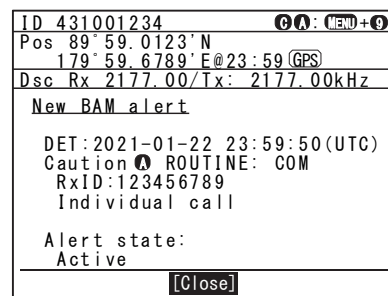 ID 431001234 C A: MENU+9
Pos 89°59.0123'N
179°59.6789'E@23:59 GPS
Dsc Rx 2177.00/Tx: 2177.00kHz
New BAM alert
DET:2021-01-22 23:59:50(UTC)
Caution A ROUTINE: COM
RxID:123456789
Individual call
Alert state:
Active
[Close]